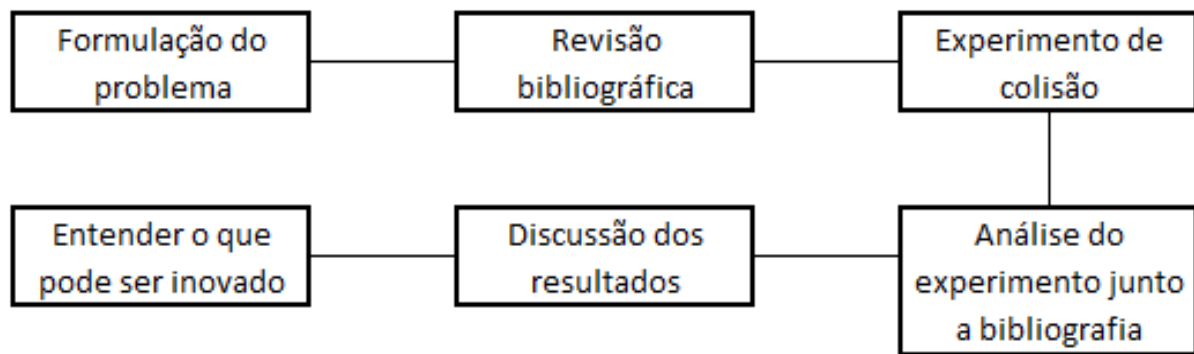 Formulação do
problema
Revisão
bibliográfica
Experimento de
colisão
Entender o que
pode ser inovado
Discussão dos
resultados
Análise do
experimento junto
a bibliografia